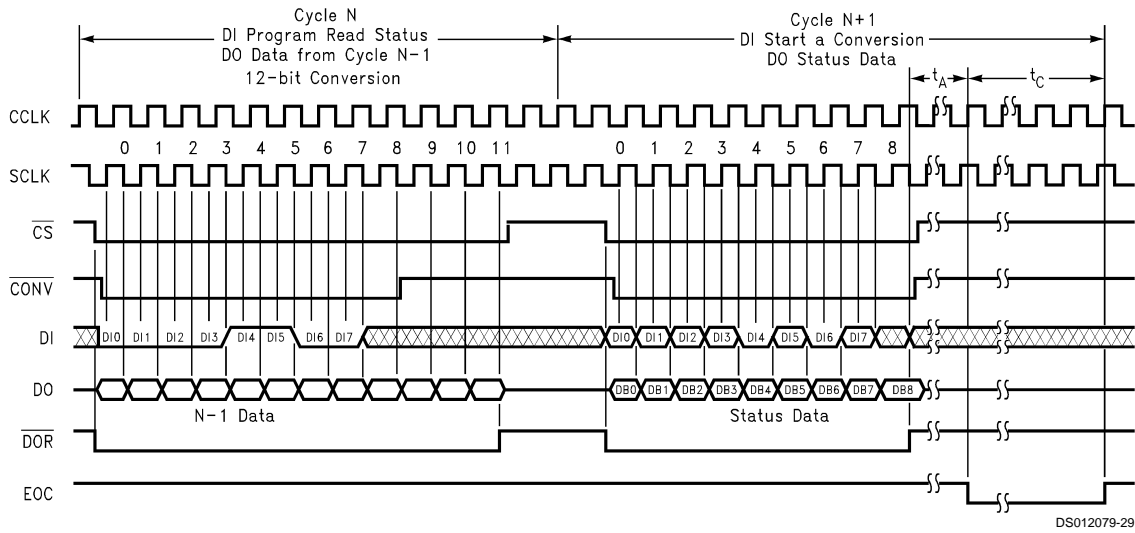 Cycle N
DI Program Read Status
DO Data from Cycle N-1
12-bit Conversion
Cycle N+1
DI Start a Conversion
DO Status Data
tA
tC
CCLK
0 1 2 3 4 5 6 7 8 9 10 11 0 1 2 3 4 5 6 7 8
SCLK
CS
CONV
DI DI0 DI1 DI2 DI3 DI4 DI5 DI6 DI7 DI0 DI1 DI2 DI3 DI4 DI5 DI6 DI7
DO DB0 DB1 DB2 DB3 DB4 DB5 DB6 DB7 DB8
N-1 Data Status Data
DOR
EOC
DS012079-29